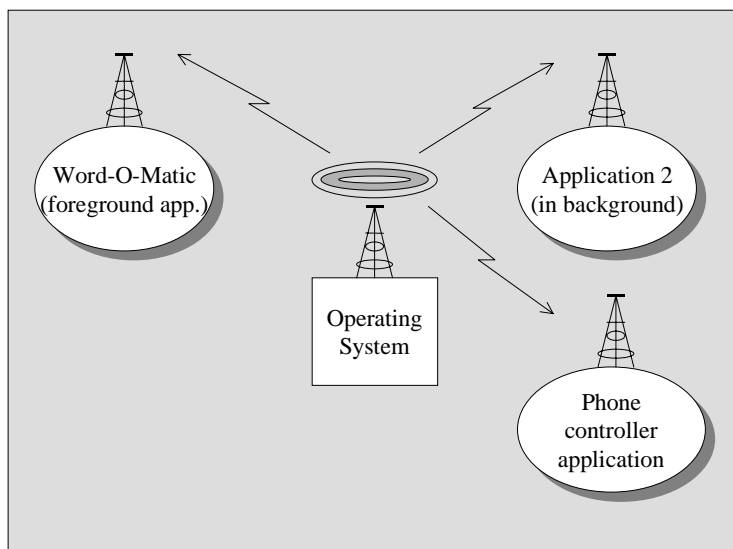 Word-O-Matic
(foreground app.)
Application 2
(in background)
Operating
System
Phone
controller
application